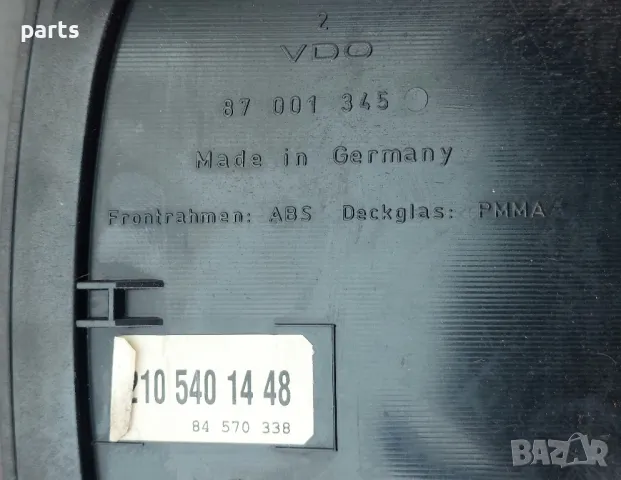 parts
2
VDO
87 001 345
Made in Germany
Frontrahmen: ABS Deckglas: PMMA
210 540 14 48
84 570 338
BAZAR